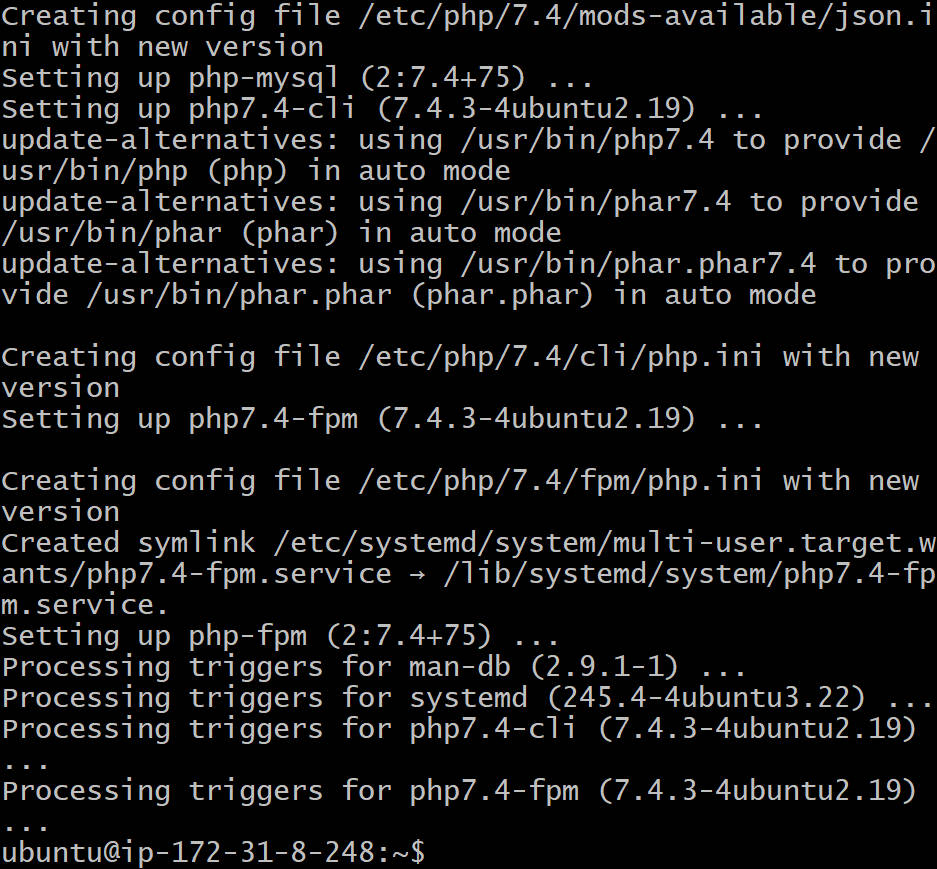 Creating config file /etc/php/7.4/mods-available/json.i
ni with new version
Setting up php-mysql (2:7.4+75) ...
Setting up php7.4-cli (7.4.3-4ubuntu2.19) ...
update-alternatives: using /usr/bin/php7.4 to provide /
usr/bin/php (php) in auto mode
update-alternatives: using /usr/bin/phar7.4 to provide
/usr/bin/phar (phar) in auto mode
update-alternatives: using /usr/bin/phar.phar7.4 to pro
vide /usr/bin/phar.phar (phar.phar) in auto mode

Creating config file /etc/php/7.4/cli/php.ini with new
version
Setting up php7.4-fpm (7.4.3-4ubuntu2.19) ...

Creating config file /etc/php/7.4/fpm/php.ini with new
version
Created symlink /etc/systemd/system/multi-user.target.w
ants/php7.4-fpm.service → /lib/systemd/system/php7.4-fp
m.service.
Setting up php-fpm (2:7.4+75) ...
Processing triggers for man-db (2.9.1-1) ...
Processing triggers for systemd (245.4-4ubuntu3.22) ...
Processing triggers for php7.4-cli (7.4.3-4ubuntu2.19)
...
Processing triggers for php7.4-fpm (7.4.3-4ubuntu2.19)
...
ubuntu@ip-172-31-8-248:~$